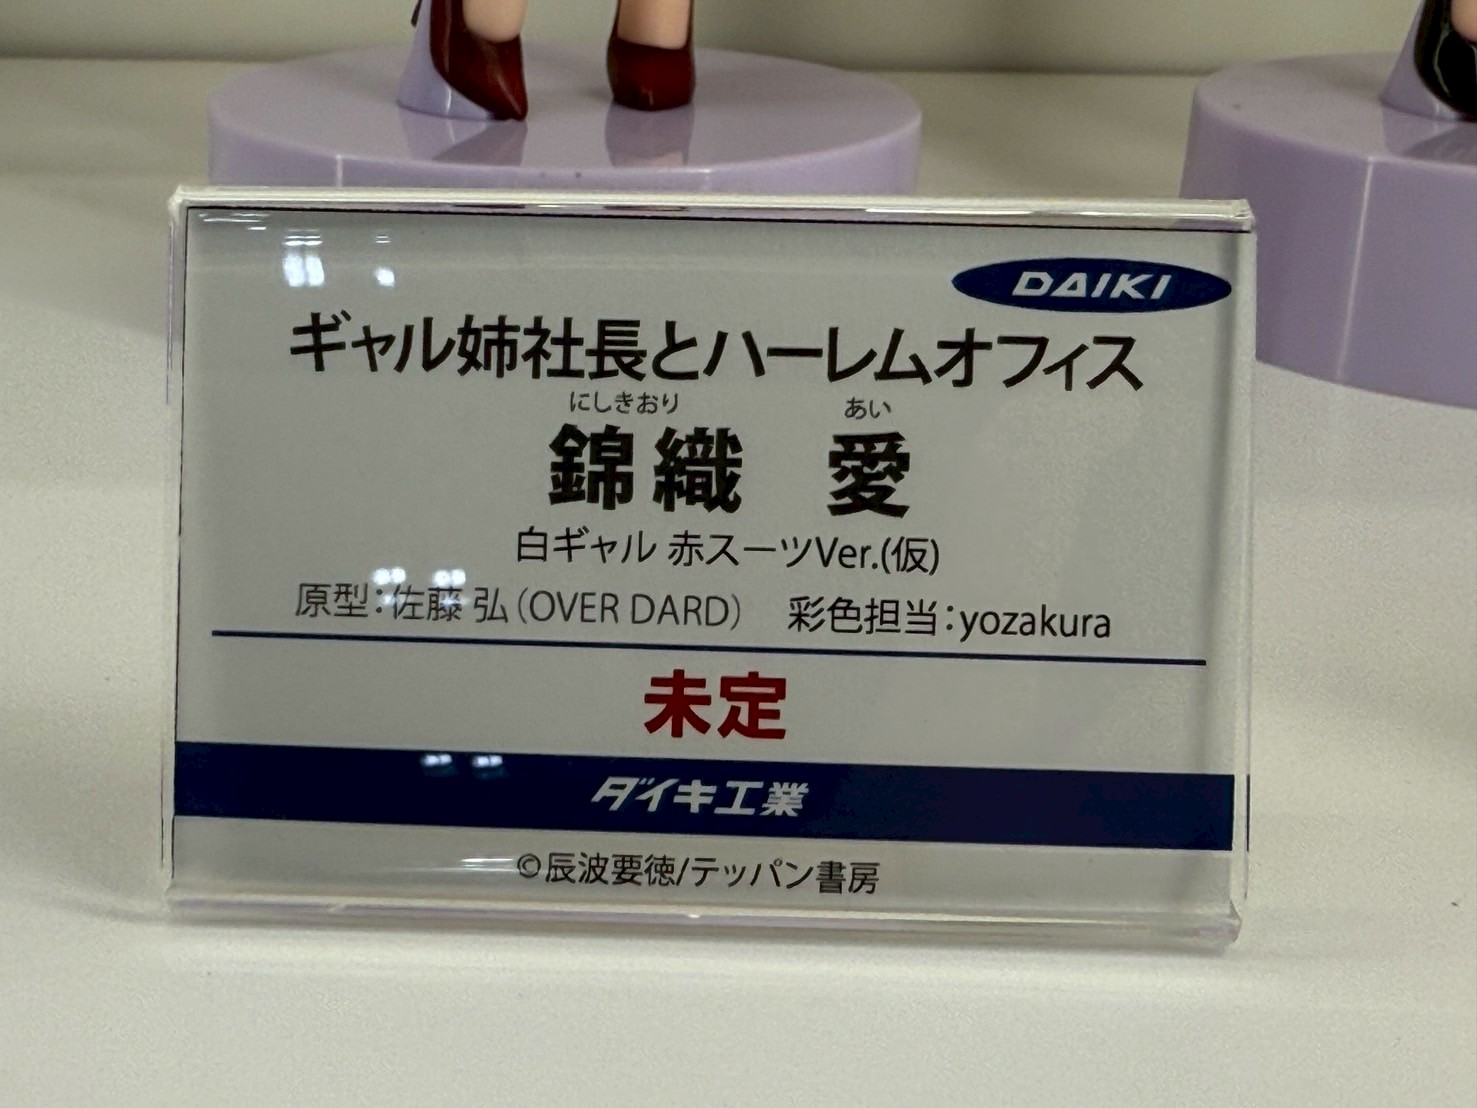 DAIKI
ギャル姉社長とハーレムオフィス
にしきおり　あい
錦織　愛
白ギャル 赤スーツVer.(仮)
原型：佐藤 弘（OVER DARD）　彩色担当：yozakura
未定
ダイキ工業
©辰波要徳/テッパン書房